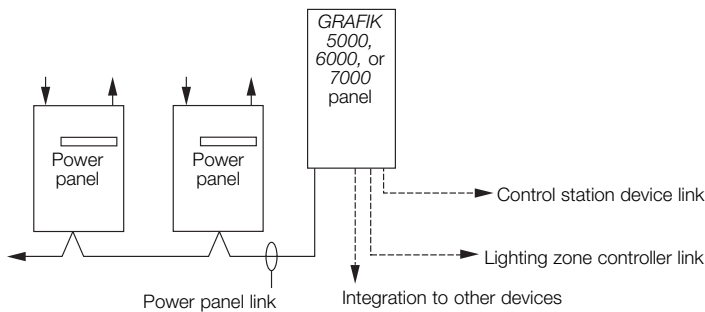 GRAFIK
5000,
6000, or
7000
panel
Power
panel
Power
panel
Control station device link
Lighting zone controller link
Power panel link
Integration to other devices